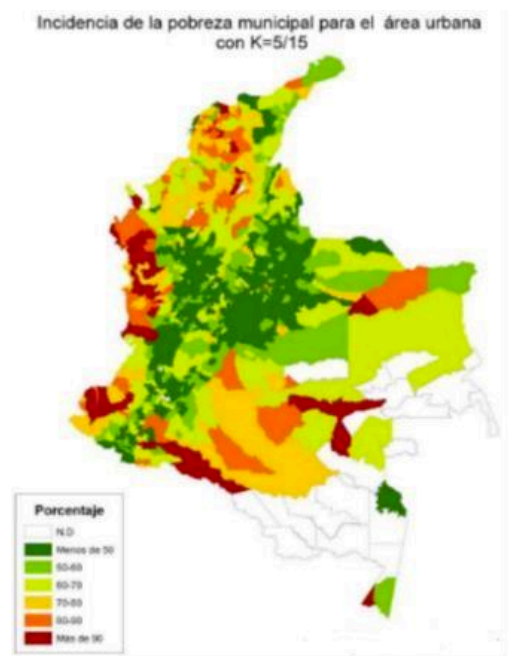 Incidencia de la pobreza municipal para el área urbana
con K=5/15
Porcentaje
N.D
Menos de 50
50-60
60-70
70-80
80-90
Más de 90